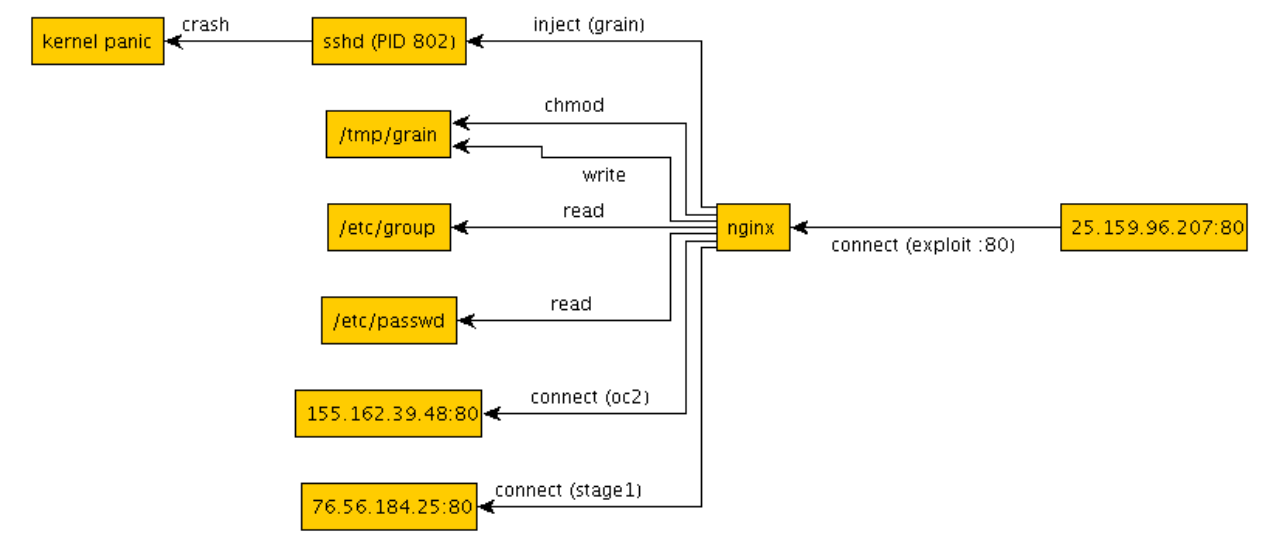 crash
inject (grain)
kernel panic
sshd (PID 802)
chmod
/tmp/grain
write
read
/etc/group
nginx
25.159.96.207:80
connect (exploit :80)
read
/etc/passwd
connect (oc2)
155.162.39.48:80
connect (stage1)
76.56.184.25:80